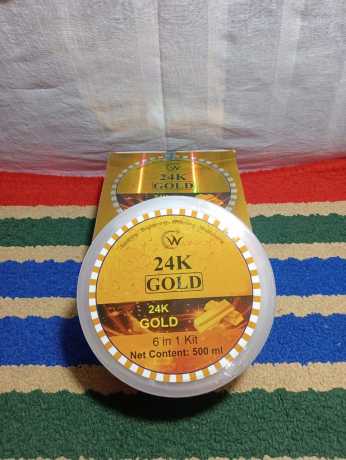 24K
GOLD
W
24K
GOLD
24K
GOLD
6 in 1 Kit
Net Content: 500 ml